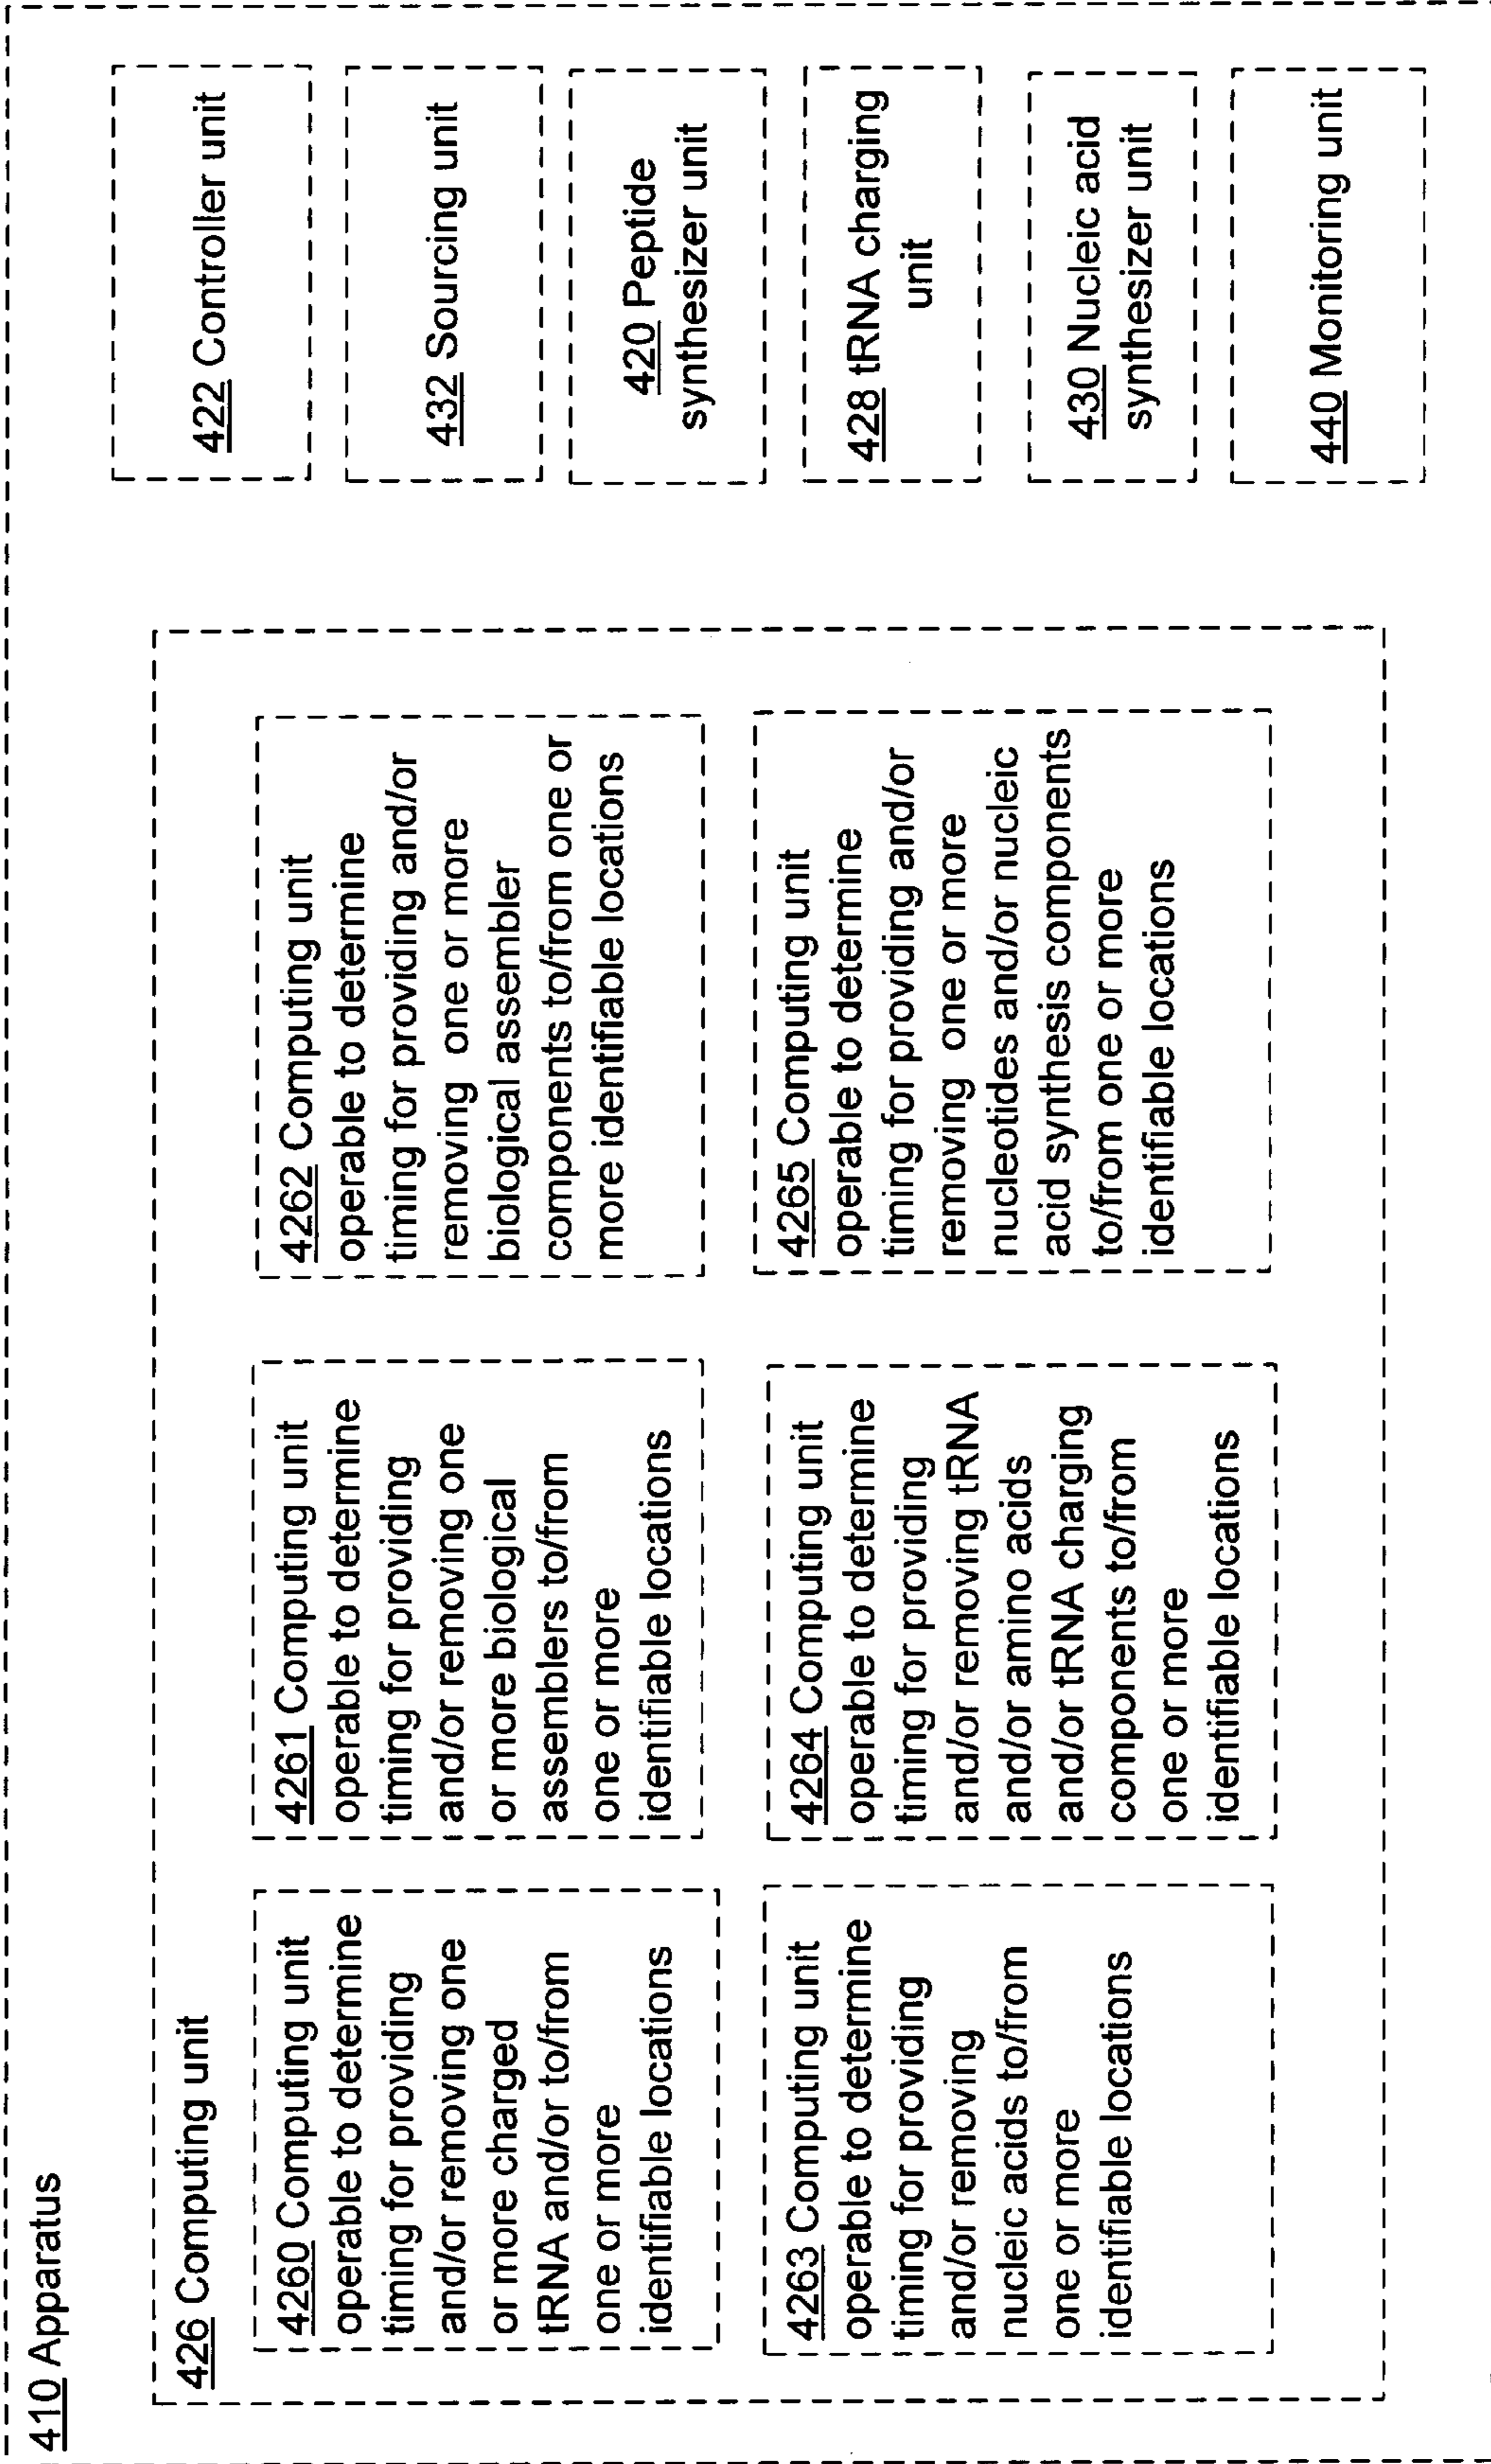 410 Apparatus
426 Computing unit
4260 Computing unit
operable to determine
timing for providing
and/or removing one
or more charged
tRNA and/or to/from
one or more
identifiable locations
4261 Computing unit
operable to determine
timing for providing
and/or removing one
or more biological
assemblers to/from
one or more
identifiable locations
4262 Computing unit
operable to determine
timing for providing and/or
removing one or more
biological assembler
components to/from one or
more identifiable locations
4263 Computing unit
operable to determine
timing for providing
and/or removing
nucleic acids to/from
one or more
identifiable locations
4264 Computing unit
operable to determine
timing for providing
and/or removing tRNA
and/or amino acids
and/or tRNA charging
components to/from
one or more
identifiable locations
4265 Computing unit
operable to determine
timing for providing and/or
removing one or more
nucleotides and/or nucleic
acid synthesis components
to/from one or more
identifiable locations
422 Controller unit
432 Sourcing unit
420 Peptide
synthesizer unit
428 tRNA charging
unit
430 Nucleic acid
synthesizer unit
440 Monitoring unit